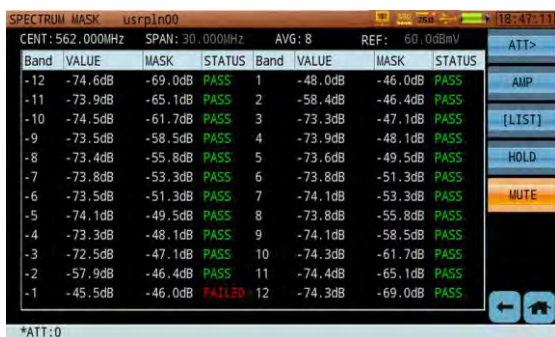 SPECTRUM MASK usrpln00 18:47:11
CENT:562.000MHz SPAN:30.000MHz AVG:8 REF: 60.0dBmV
ATT>
Band VALUE MASK STATUS Band VALUE MASK STATUS
-12 -74.6dB -69.0dB PASS 1 -48.0dB -46.0dB PASS
AMP
-11 -73.9dB -65.1dB PASS 2 -58.4dB -46.4dB PASS
-10 -74.5dB -61.7dB PASS 3 -73.3dB -47.1dB PASS
[LIST]
-9 -73.5dB -58.5dB PASS 4 -73.9dB -48.1dB PASS
-8 -73.4dB -55.8dB PASS 5 -73.6dB -49.5dB PASS
HOLD
-7 -73.8dB -53.3dB PASS 6 -73.8dB -51.3dB PASS
-6 -73.5dB -51.3dB PASS 7 -74.1dB -53.3dB PASS
MUTE
-5 -74.1dB -49.5dB PASS 8 -73.8dB -55.8dB PASS
-4 -73.3dB -48.1dB PASS 9 -74.1dB -58.5dB PASS
-3 -72.5dB -47.1dB PASS 10 -74.3dB -61.7dB PASS
-2 -57.9dB -46.4dB PASS 11 -74.4dB -65.1dB PASS
-1 -45.5dB -46.0dB FAILED 12 -74.3dB -69.0dB PASS
*ATT:0